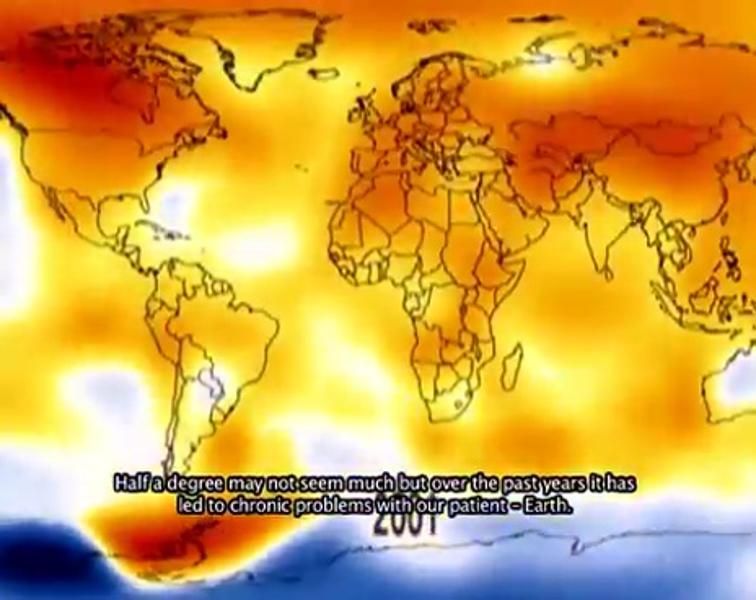 Half a degree may not seem much but over the past years it has
led to chronic problems with our patient - Earth.
2001